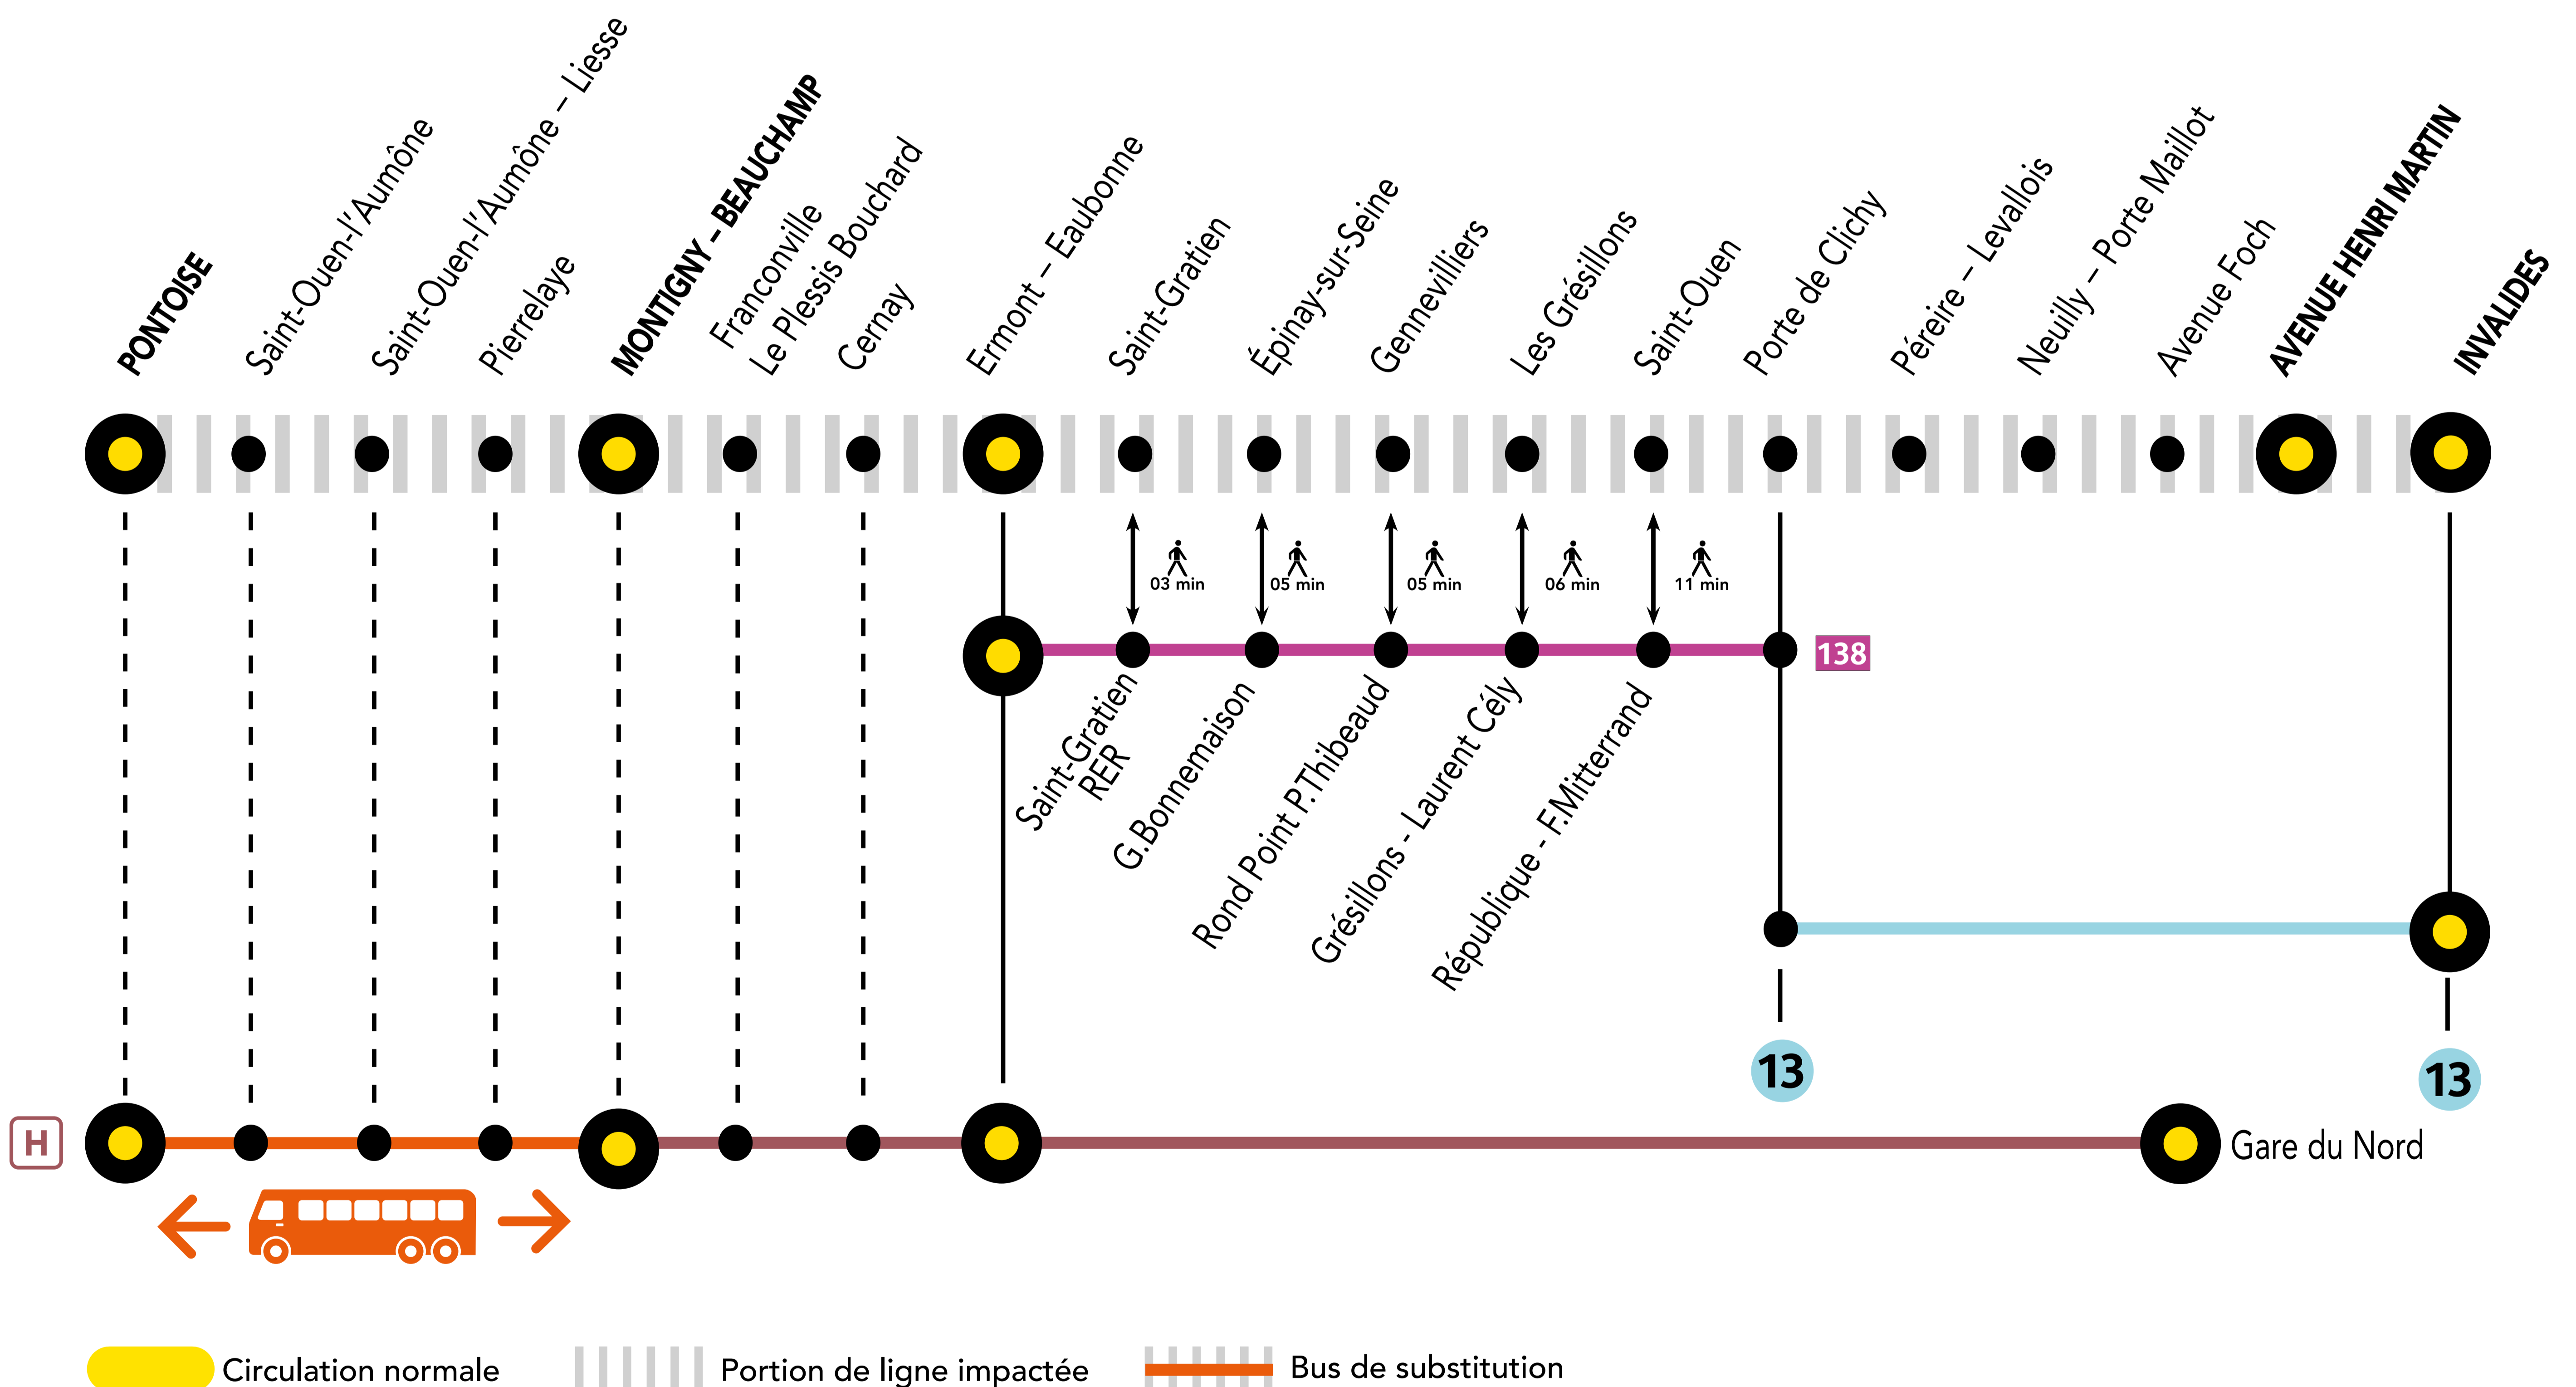 PONTOISE
Saint-Ouen-l'Aumône
Saint-Ouen-l'Aumône – Liesse
Pierrelaye
MONTIGNY – BEAUCHAMP
Franconville
Le Plessis Bouchard
Cernay
Ermont – Eaubonne
Saint-Gratien
Épinay-sur-Seine
Gennevilliers
Les Grésillons
Saint-Ouen
Porte de Clichy
Péreire – Levallois
Neuilly – Porte Maillot
Avenue Foch
AVENUE HENRI MARTIN
INVALIDES
03 min
05 min
05 min
06 min
11 min
138
Saint-Gratien
RER
G.Bonnemaison
Rond Point P.Thibeaud
Grésillons - Laurent Cély
République - F.Mitterrand
13
13
H
Gare du Nord
Circulation normale
Portion de ligne impactée
Bus de substitution